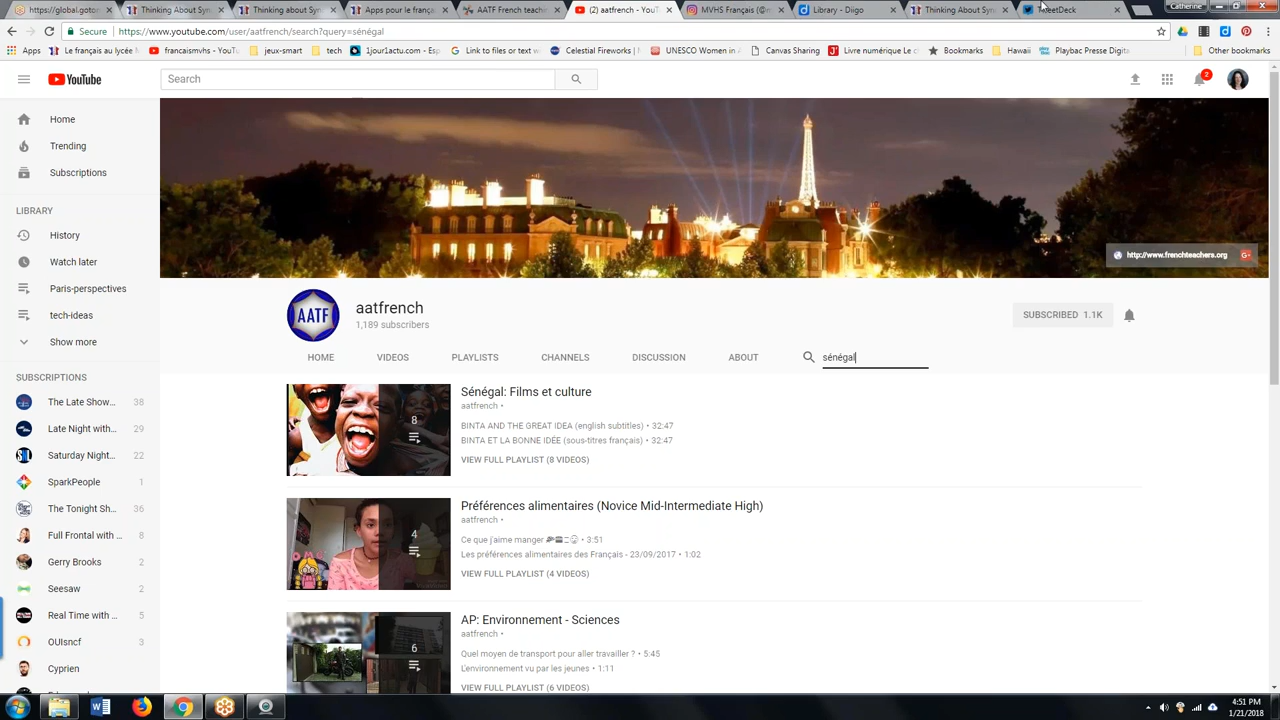 https://global.gotom
Thinking About Syn
Thinking about Syn
Apps pour le frança
AATF French teache
(2) aatfrench - YouT
MVHS Français (@m
Library - Diigo
Thinking About Syn
TweetDeck
Catherine
Secure
https://www.youtube.com/user/aatfrench/search?query=sénégal
Apps
Le français au lycée
francaismvhs - YouTu
jeux-smart
tech
1jour1actu.com - Es
Link to files or text w
Celestial Fireworks | N
UNESCO Women in A
Canvas Sharing
Livre numérique Le c
Bookmarks
Hawaii
Playbac Presse Digita
Other bookmarks
YouTube
Search
2
Home
Trending
Subscriptions
LIBRARY
History
Watch later
Paris-perspectives
tech-ideas
Show more
SUBSCRIPTIONS
The Late Show... 38
Late Night with... 29
Saturday Night... 22
SparkPeople 1
The Tonight Sh... 36
Full Frontal with ... 8
Gerry Brooks 2
Seesaw 2
Real Time with ... 5
OUIsncf 3
Cyprien
http://www.frenchteachers.org
AATF
aatfrench
1,189 subscribers
SUBSCRIBED 1.1K
HOME
VIDEOS
PLAYLISTS
CHANNELS
DISCUSSION
ABOUT
sénégal
8
Sénégal: Films et culture
aatfrench •
BINTA AND THE GREAT IDEA (english subtitles) • 32:47
BINTA ET LA BONNE IDÉE (sous-titres français) • 32:47
VIEW FULL PLAYLIST (8 VIDEOS)
4
Préférences alimentaires (Novice Mid-Intermediate High)
aatfrench •
Ce que j'aime manger • 3:51
Les préférences alimentaires des Français - 23/09/2017 • 1:02
VIEW FULL PLAYLIST (4 VIDEOS)
6
AP: Environnement - Sciences
aatfrench •
Quel moyen de transport pour aller travailler ? • 5:45
L'environnement vu par les jeunes • 1:11
VIEW FULL PLAYLIST (6 VIDEOS)
4:51 PM
1/21/2018